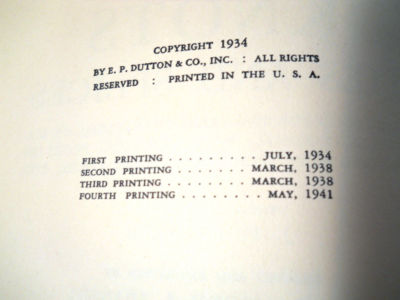 COPYRIGHT 1934
BY E. P. DUTTON & CO., INC. : ALL RIGHTS
RESERVED : PRINTED IN THE U. S. A.
FIRST PRINTING . . . . . . . . . JULY, 1934
SECOND PRINTING . . . . . . . . MARCH, 1938
THIRD PRINTING . . . . . . . . . MARCH, 1938
FOURTH PRINTING . . . . . . . . MAY, 1941